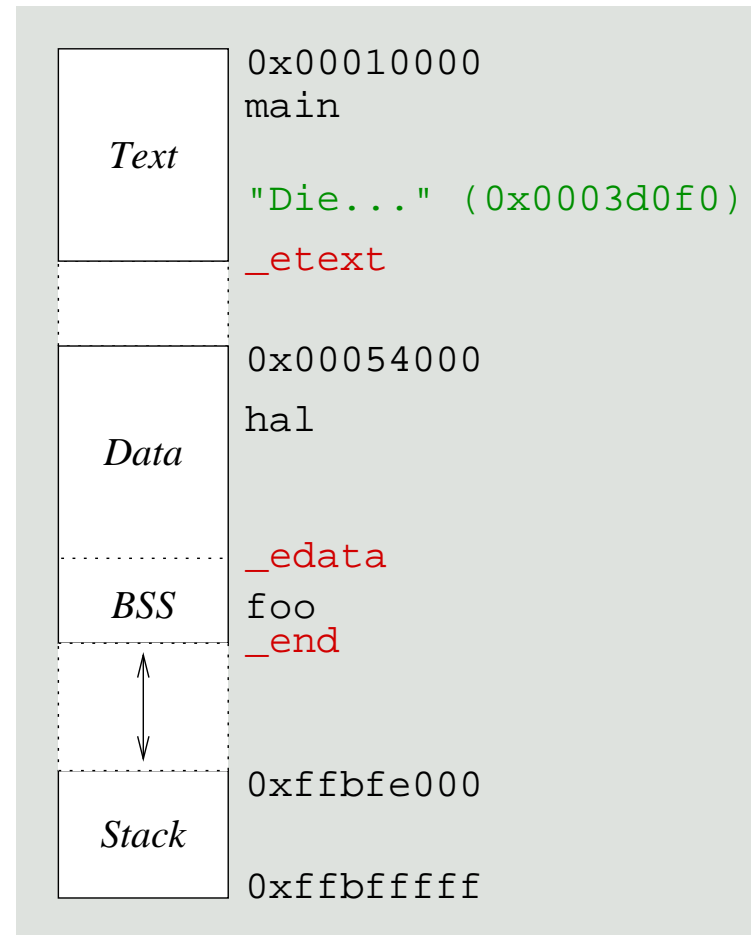 0x00010000
main
Text
"Die..." (0x0003d0f0)
_etext
0x00054000
hal
Data
_edata
BSS foo
_end
0xffbfe000
Stack
0xffbfffff